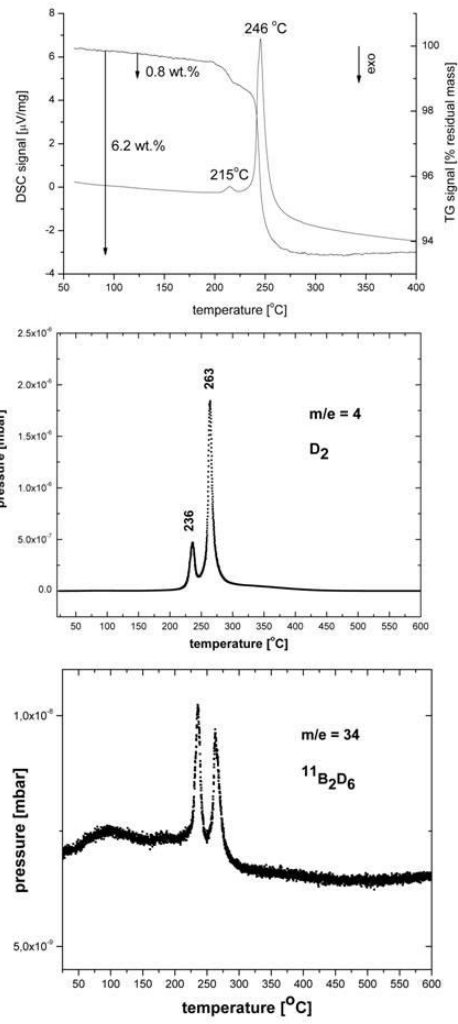 246 °C
exo
0.8 wt.%
6.2 wt.%
215°C
DSC signal [µV/mg]
8
6
4
2
0
-2
-4
TG signal [% residual mass]
100
98
96
94
50 100 150 200 250 300 350 400
temperature [°C]
pressure [mbar]
2.5x10⁻⁶
2.0x10⁻⁶
1.5x10⁻⁶
1.0x10⁻⁶
5.0x10⁻⁷
0.0
236
263
m/e = 4
D₂
50 100 150 200 250 300 350 400 450 500 550 600
temperature [°C]
pressure [mbar]
1,0x10⁻⁸
5,0x10⁻⁹
m/e = 34
¹¹B₂D₆
50 100 150 200 250 300 350 400 450 500 550 600
temperature [°C]